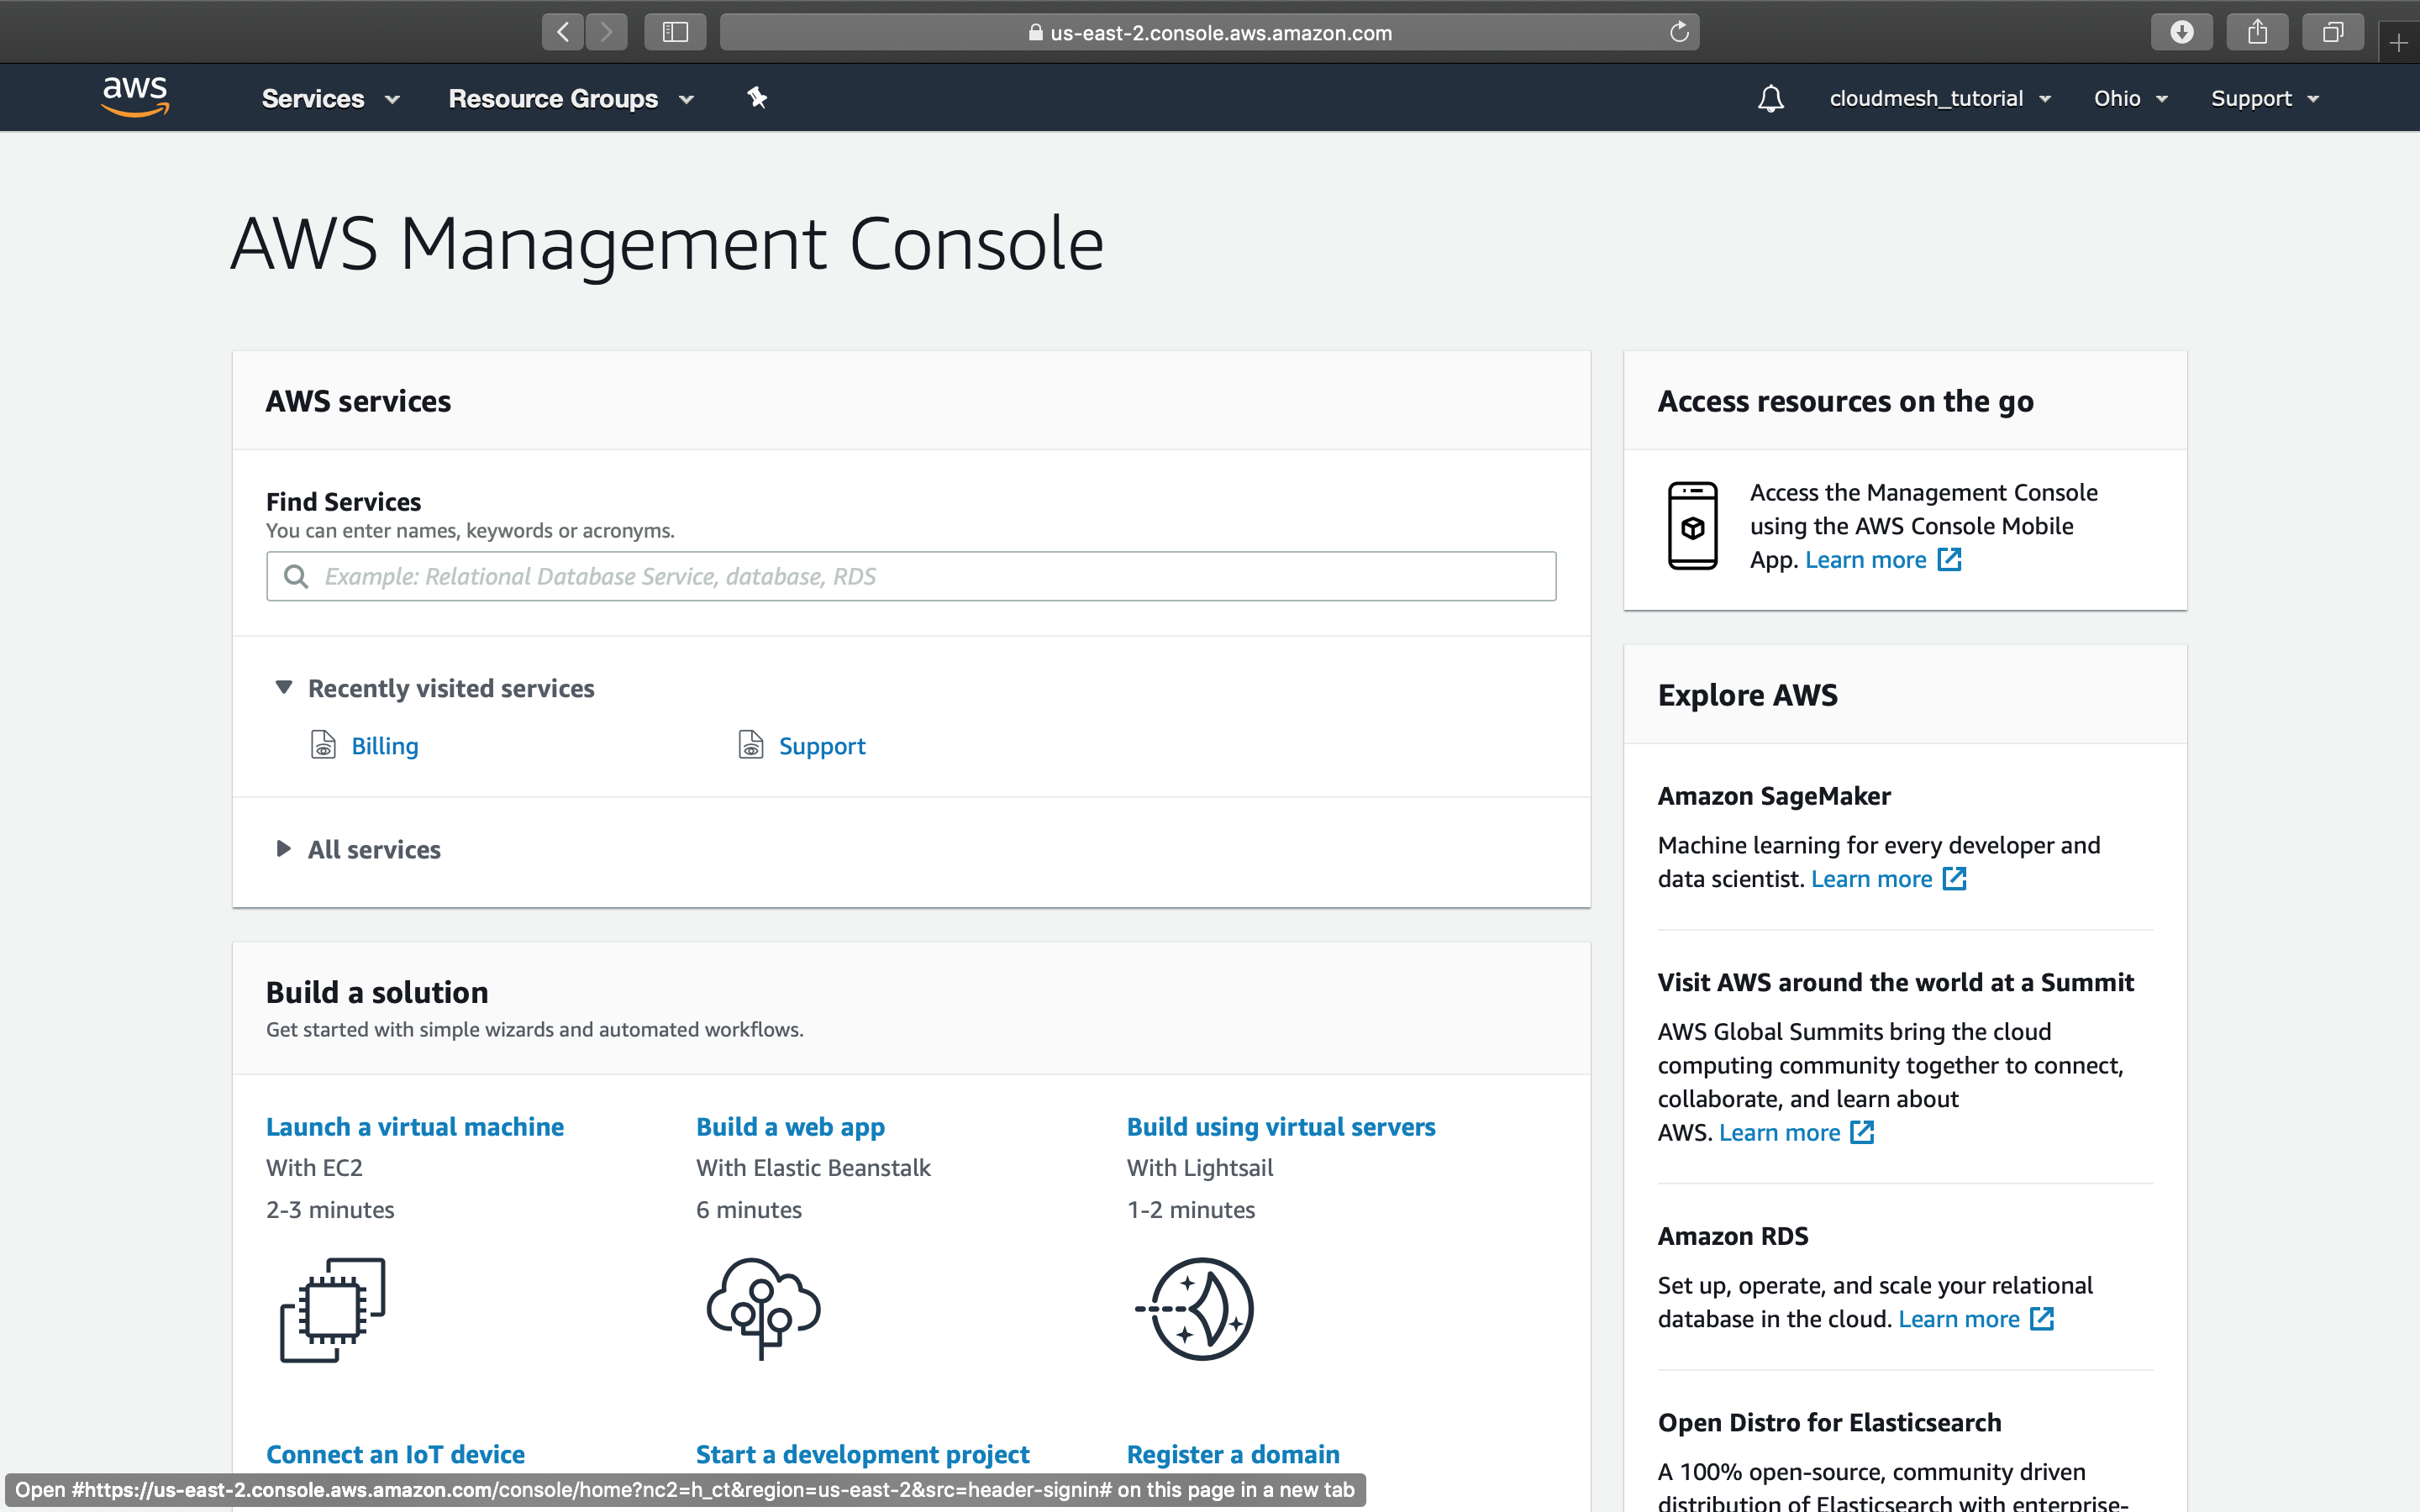 us-east-2.console.aws.amazon.com
aws Services Resource Groups cloudmesh_tutorial Ohio Support
AWS Management Console
AWS services
Find Services
You can enter names, keywords or acronyms.
Example: Relational Database Service, database, RDS
Recently visited services
Billing Support
All services
Build a solution
Get started with simple wizards and automated workflows.
Launch a virtual machine
With EC2
2-3 minutes
Build a web app
With Elastic Beanstalk
6 minutes
Build using virtual servers
With Lightsail
1-2 minutes
Connect an IoT device
Start a development project
Register a domain
Access resources on the go
Access the Management Console
using the AWS Console Mobile
App. Learn more
Explore AWS
Amazon SageMaker
Machine learning for every developer and
data scientist. Learn more
Visit AWS around the world at a Summit
AWS Global Summits bring the cloud
computing community together to connect,
collaborate, and learn about
AWS. Learn more
Amazon RDS
Set up, operate, and scale your relational
database in the cloud. Learn more
Open Distro for Elasticsearch
A 100% open-source, community driven
distribution of Elasticsearch with enterprise-
Open #https://us-east-2.console.aws.amazon.com/console/home?nc2=h_ct&region=us-east-2&src=header-signin# on this page in a new tab